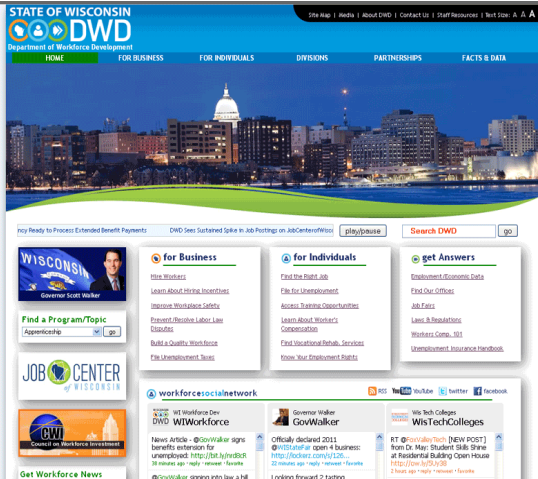 STATE OF WISCONSIN
DWD
Department of Workforce Development
Site Map | Media | About DWD | Contact Us | Staff Resources | Text Size: A A A
HOME FOR BUSINESS FOR INDIVIDUALS DIVISIONS PARTNERSHIPS FACTS & DATA
ncy Ready to Process Extended Benefit Payments DWD Sees Sustained Spike in Job Postings on JobCenterofWisco play/pause Search DWD go
WISCONSIN
Governor Scott Walker
Find a Program/Topic
Apprenticeship go
JOB CENTER
of WISCONSIN
CWI
Council on Workforce Investment
Get Workforce News
for Business
Hire Workers
Learn About Hiring Incentives
Improve Workplace Safety
Prevent/Resolve Labor Law
Disputes
Build a Quality Workforce
File Unemployment Taxes
for Individuals
Find the Right Job
File for Unemployment
Access Training Opportunities
Learn About Worker's
Compensation
Find Vocational Rehab. Services
Know Your Employment Rights
get Answers
Employment/Economic Data
Find Our Offices
Job Fairs
Laws & Regulations
Workers Comp. 101
Unemployment Insurance Handbook
workforcesocialnetwork RSS YouTube YouTube twitter facebook
WI Workforce Dev
WIWorkforce
News Article - @GovWalker signs
benefits extension for
unemployed: http://bit.ly/nrd8cR
38 minutes ago · reply · retweet · favorite
@GovWalker signing into law a bill
Governor Walker
GovWalker
Officially declared 2011
@WIStateFair open 4 business:
http://lockerz.com/s/126...
22 minutes ago · reply · retweet · favorite
Looking forward 2 tasting
Wis Tech Colleges
WisTechColleges
RT @FoxValleyTech [NEW POST]
from Dr. May: Student Skills Shine
at Residential Building Open House
http://ow.ly/5Uy38
2 hours ago · reply · retweet · favorite